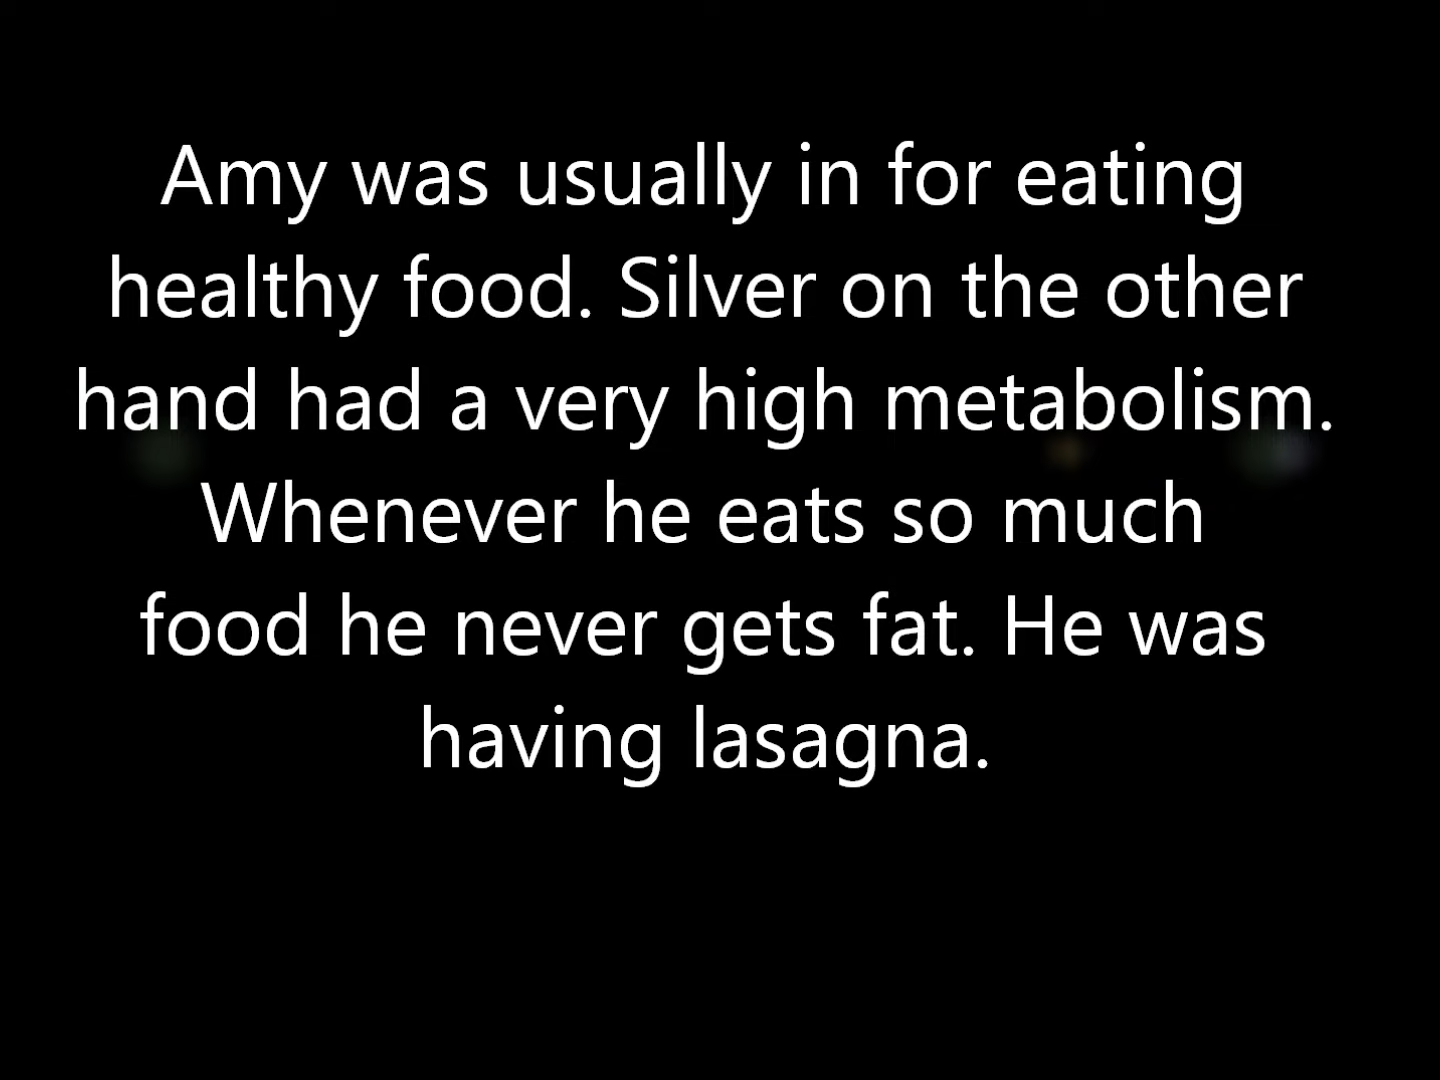 Amy was usually in for eating
healthy food. Silver on the other
hand had a very high metabolism.
Whenever he eats so much
food he never gets fat. He was
having lasagna.